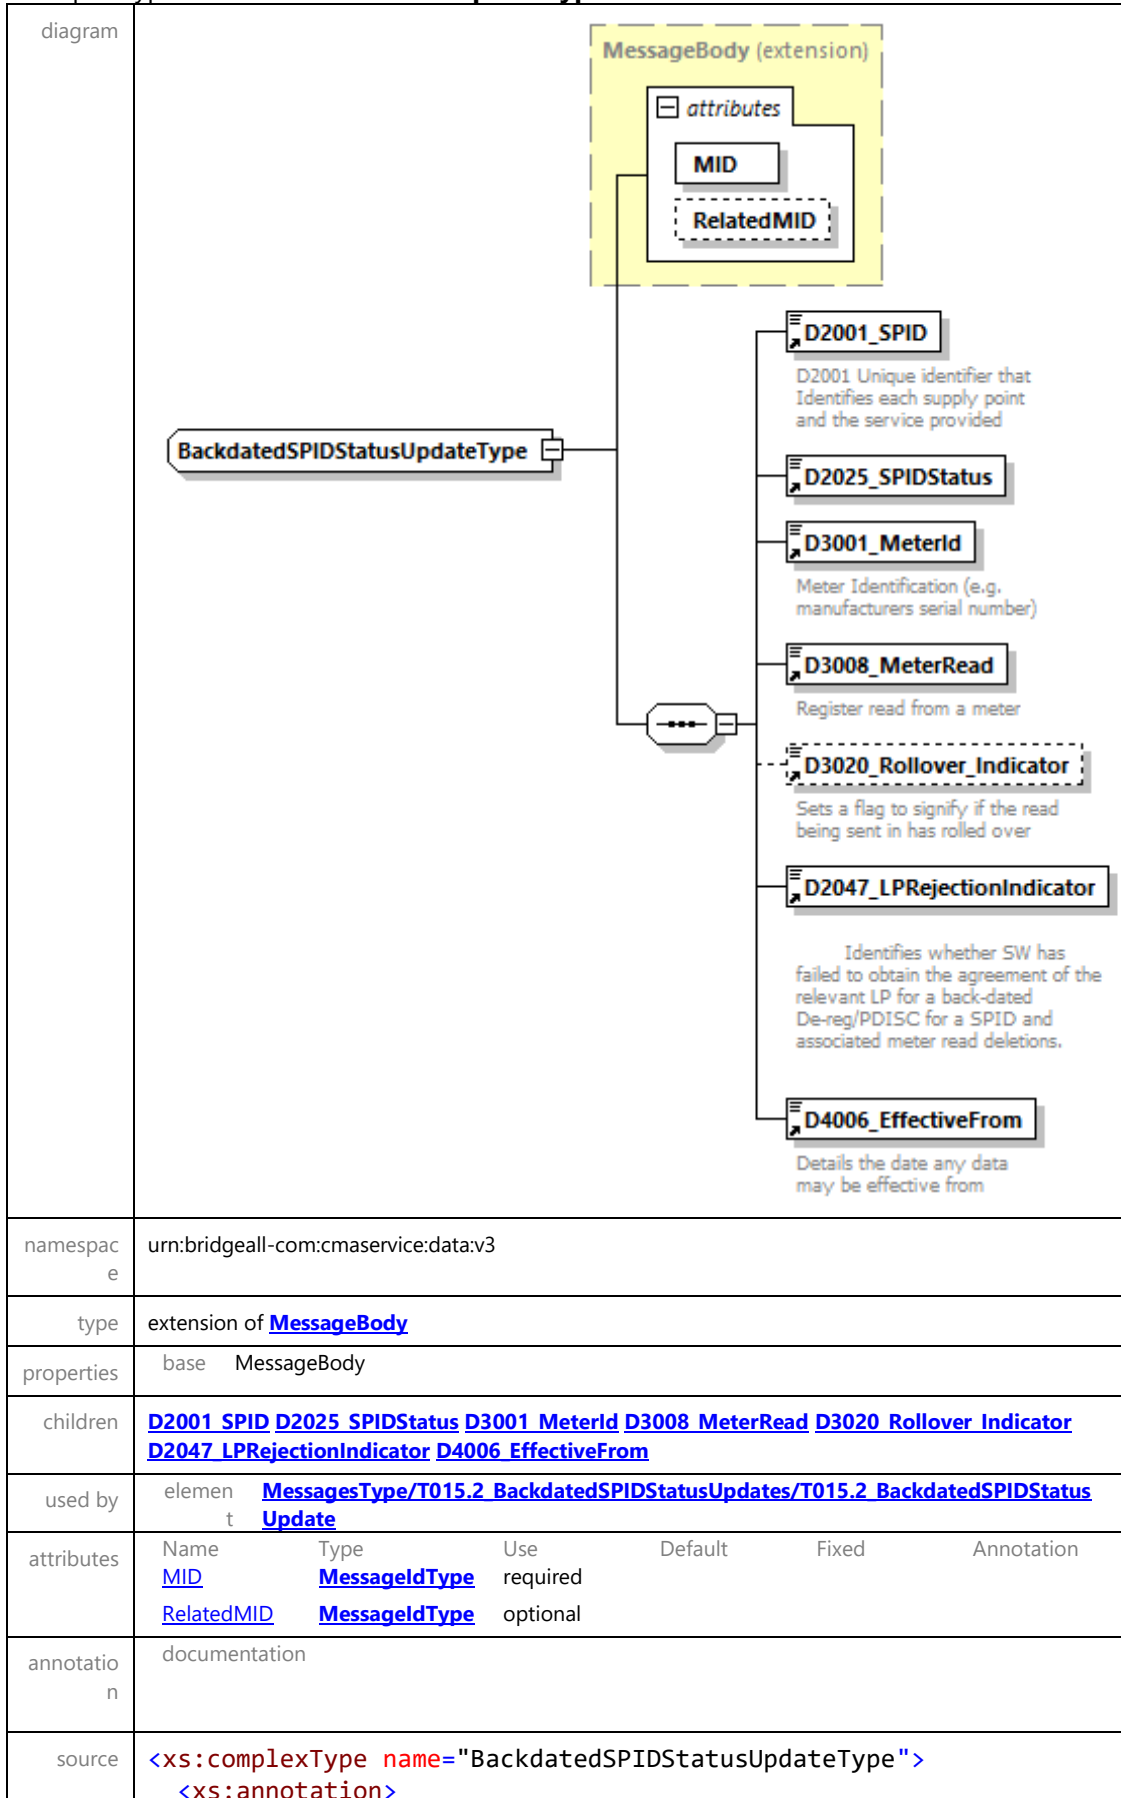 diagram
MessageBody (extension)
attributes
MID
RelatedMID
D2001_SPID
D2001 Unique identifier that
Identifies each supply point
and the service provided
BackdatedSPIDStatusUpdateType
D2025_SPIDStatus
D3001_MeterId
Meter Identification (e.g.
manufacturers serial number)
D3008_MeterRead
Register read from a meter
D3020_Rollover_Indicator
Sets a flag to signify if the read
being sent in has rolled over
D2047_LPRejectionIndicator
Identifies whether SW has
failed to obtain the agreement of the
relevant LP for a back-dated
De-reg/PDISC for a SPID and
associated meter read deletions.
D4006_EffectiveFrom
Details the date any data
may be effective from
namespac
e
urn:bridgeall-com:cmaservice:data:v3
type
extension of MessageBody
properties
base MessageBody
children
D2001_SPID D2025_SPIDStatus D3001_MeterId D3008_MeterRead D3020_Rollover_Indicator
D2047_LPRejectionIndicator D4006_EffectiveFrom
used by
elemen
t
MessagesType/T015.2_BackdatedSPIDStatusUpdates/T015.2_BackdatedSPIDStatus
Update
attributes
Name Type Use Default Fixed Annotation
MID MessageIdType required
RelatedMID MessageIdType optional
annotatio
n
documentation
source
<xs:complexType name="BackdatedSPIDStatusUpdateType">
<xs:annotation>